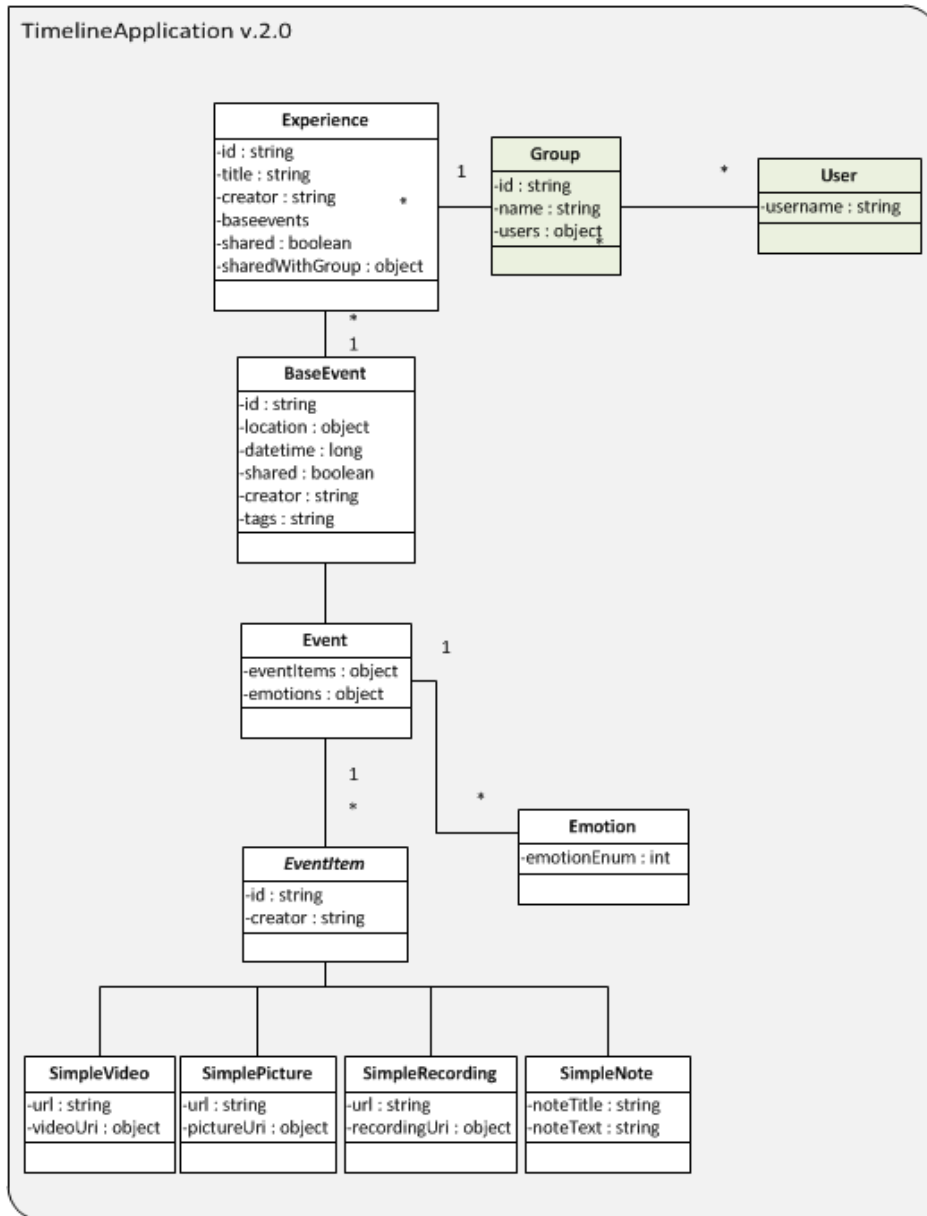 TimelineApplication v.2.0
Experience
-id : string
-title : string
-creator : string
*
-baseevents
-shared : boolean
-sharedWithGroup : object
1
Group
-id : string
-name : string
-users : object
*
*
User
-username : string
*
1
BaseEvent
-id : string
-location : object
-datetime : long
-shared : boolean
-creator : string
-tags : string
Event
-eventItems : object
-emotions : object
1
1
*
*
Emotion
-emotionEnum : int
EventItem
-id : string
-creator : string
SimpleVideo
-url : string
-videoUri : object
SimplePicture
-url : string
-pictureUri : object
SimpleRecording
-url : string
-recordingUri : object
SimpleNote
-noteTitle : string
-noteText : string